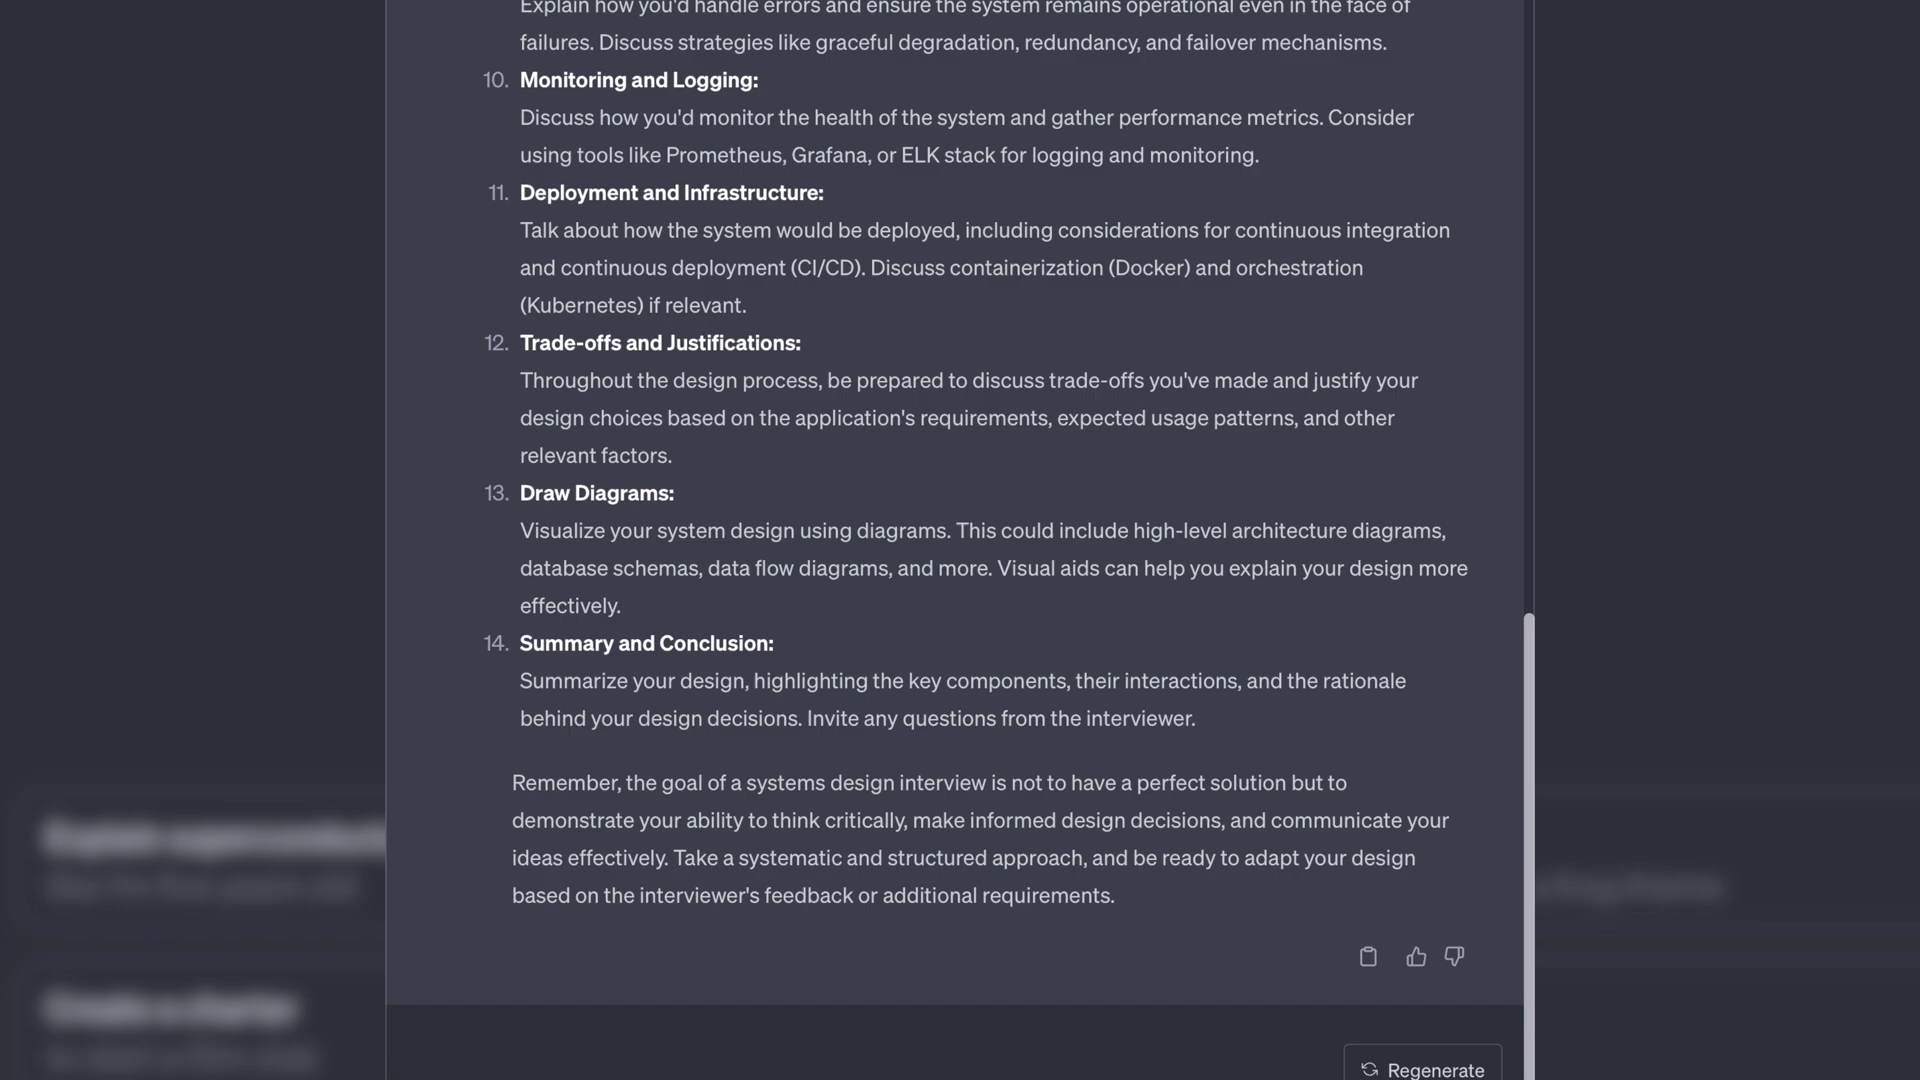 Explain how you'd handle errors and ensure the system remains operational even in the face of
failures. Discuss strategies like graceful degradation, redundancy, and failover mechanisms.
10. Monitoring and Logging:
Discuss how you'd monitor the health of the system and gather performance metrics. Consider
using tools like Prometheus, Grafana, or ELK stack for logging and monitoring.
11. Deployment and Infrastructure:
Talk about how the system would be deployed, including considerations for continuous integration
and continuous deployment (CI/CD). Discuss containerization (Docker) and orchestration
(Kubernetes) if relevant.
12. Trade-offs and Justifications:
Throughout the design process, be prepared to discuss trade-offs you've made and justify your
design choices based on the application's requirements, expected usage patterns, and other
relevant factors.
13. Draw Diagrams:
Visualize your system design using diagrams. This could include high-level architecture diagrams,
database schemas, data flow diagrams, and more. Visual aids can help you explain your design more
effectively.
14. Summary and Conclusion:
Summarize your design, highlighting the key components, their interactions, and the rationale
behind your design decisions. Invite any questions from the interviewer.
Remember, the goal of a systems design interview is not to have a perfect solution but to
demonstrate your ability to think critically, make informed design decisions, and communicate your
ideas effectively. Take a systematic and structured approach, and be ready to adapt your design
based on the interviewer's feedback or additional requirements.
Create a charter
Regenerate